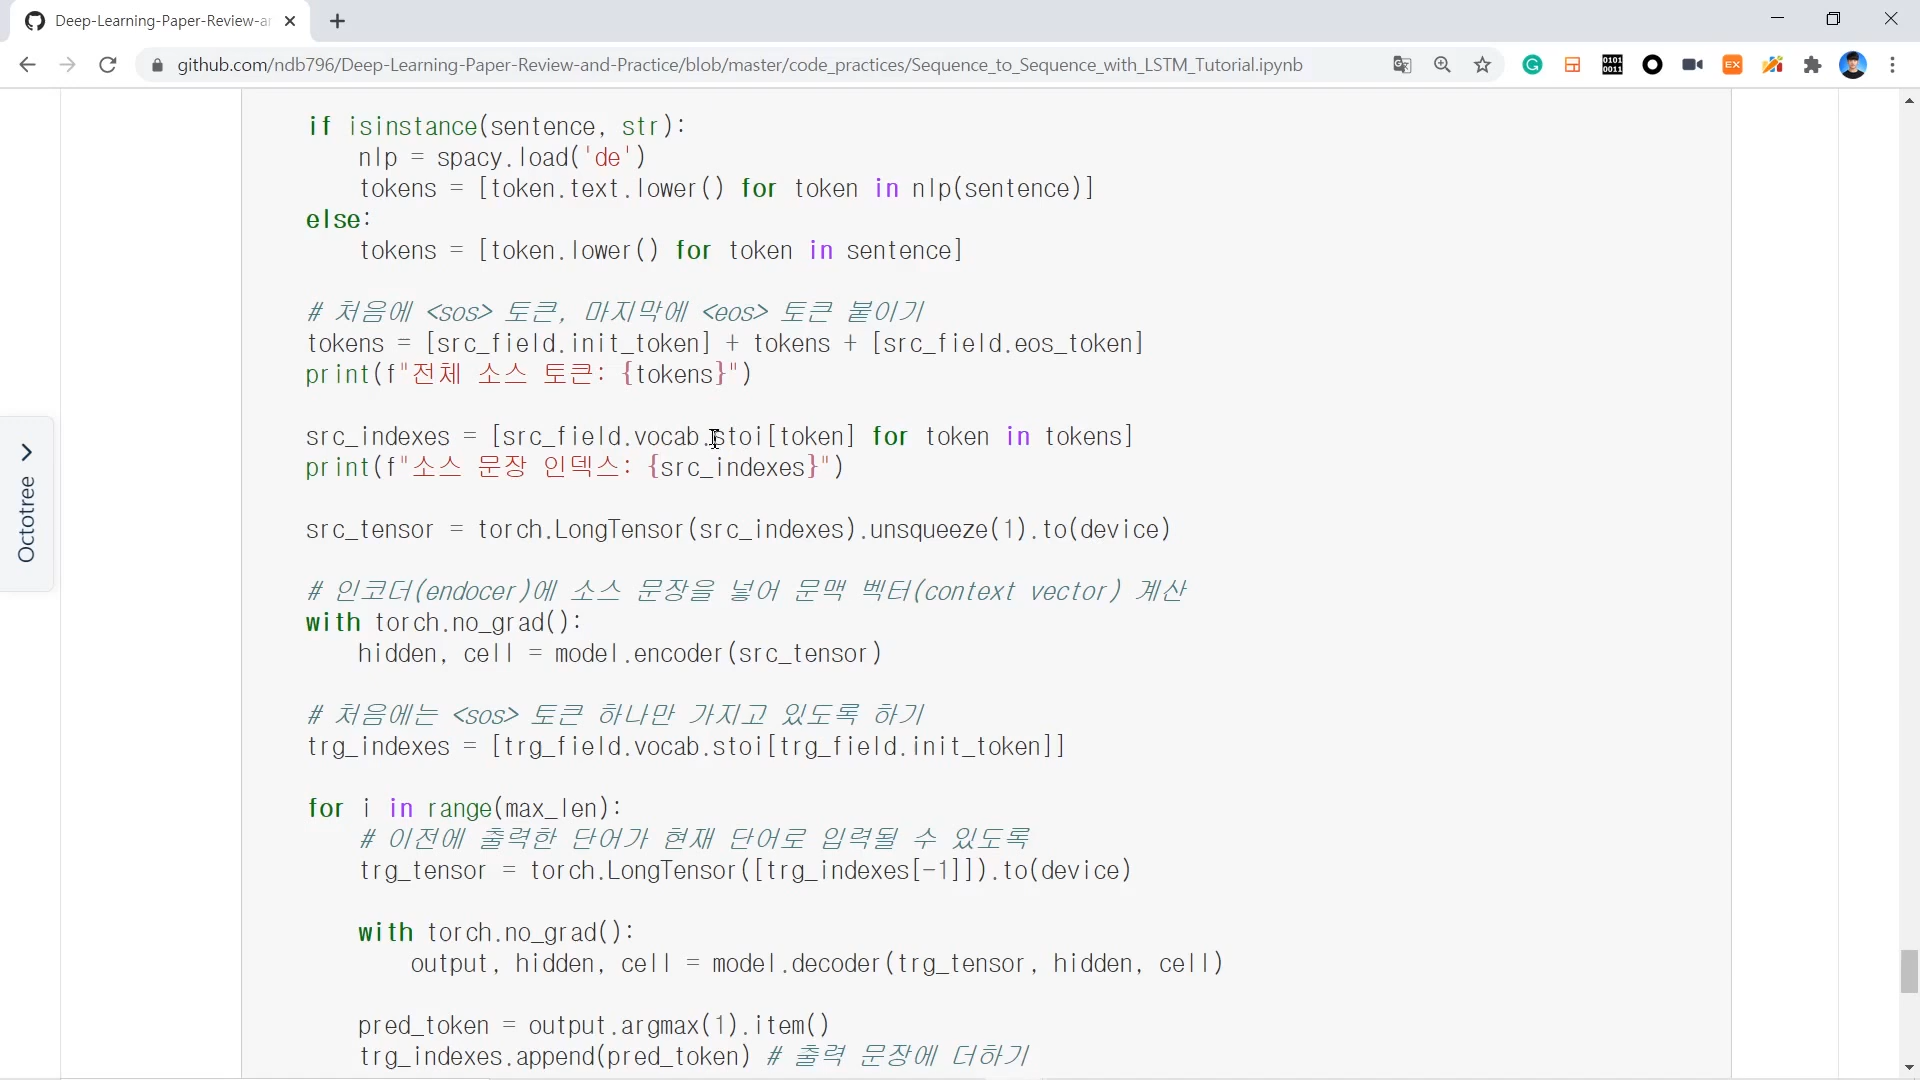 Deep-Learning-Paper-Review-ar
github.com/ndb796/Deep-Learning-Paper-Review-and-Practice/blob/master/code_practices/Sequence_to_Sequence_with_LSTM_Tutorial.ipynb
0101
0011
EX
if isinstance(sentence, str):
nlp = spacy.load('de')
tokens = [token.text.lower() for token in nlp(sentence)]
else:
tokens = [token.lower() for token in sentence]
# 처음에 <sos> 토큰, 마지막에 <eos> 토큰 붙이기
tokens = [src_field.init_token] + tokens + [src_field.eos_token]
print(f"전체 소스 토큰: {tokens}")
src_indexes = [src_field.vocab.stoi[token] for token in tokens]
print(f"소스 문장 인덱스: {src_indexes}")
Octotree
src_tensor = torch.LongTensor(src_indexes).unsqueeze(1).to(device)
# 인코더(endocer)에 소스 문장을 넣어 문맥 벡터(context vector) 계산
with torch.no_grad():
hidden, cell = model.encoder(src_tensor)
# 처음에는 <sos> 토큰 하나만 가지고 있도록 하기
trg_indexes = [trg_field.vocab.stoi[trg_field.init_token]]
for i in range(max_len):
# 이전에 출력한 단어가 현재 단어로 입력될 수 있도록
trg_tensor = torch.LongTensor([trg_indexes[-1]]).to(device)
with torch.no_grad():
output, hidden, cell = model.decoder(trg_tensor, hidden, cell)
pred_token = output.argmax(1).item()
trg_indexes.append(pred_token) # 출력 문장에 더하기